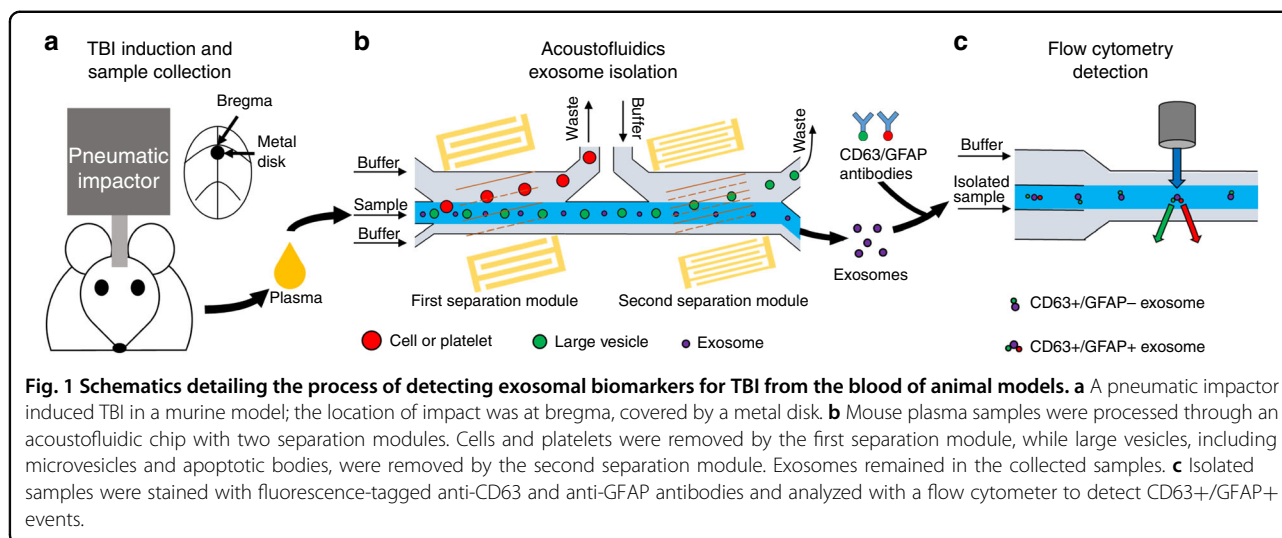 a
TBI induction and
sample collection
Bregma
Metal
disk
Pneumatic
impactor
Plasma
b
Acoustofluidics
exosome isolation
Waste
Buffer
Waste
Buffer
Sample
Buffer
First separation module
Second separation module
Cell or platelet
Large vesicle
Exosome
CD63/GFAP
antibodies
Exosomes
c
Flow cytometry
detection
Buffer
Isolated
sample
CD63+/GFAP− exosome
CD63+/GFAP+ exosome
Fig. 1 Schematics detailing the process of detecting exosomal biomarkers for TBI from the blood of animal models. a A pneumatic impactor
induced TBI in a murine model; the location of impact was at bregma, covered by a metal disk. b Mouse plasma samples were processed through an
acoustofluidic chip with two separation modules. Cells and platelets were removed by the first separation module, while large vesicles, including
microvesicles and apoptotic bodies, were removed by the second separation module. Exosomes remained in the collected samples. c Isolated
samples were stained with fluorescence-tagged anti-CD63 and anti-GFAP antibodies and analyzed with a flow cytometer to detect CD63+/GFAP+
events.